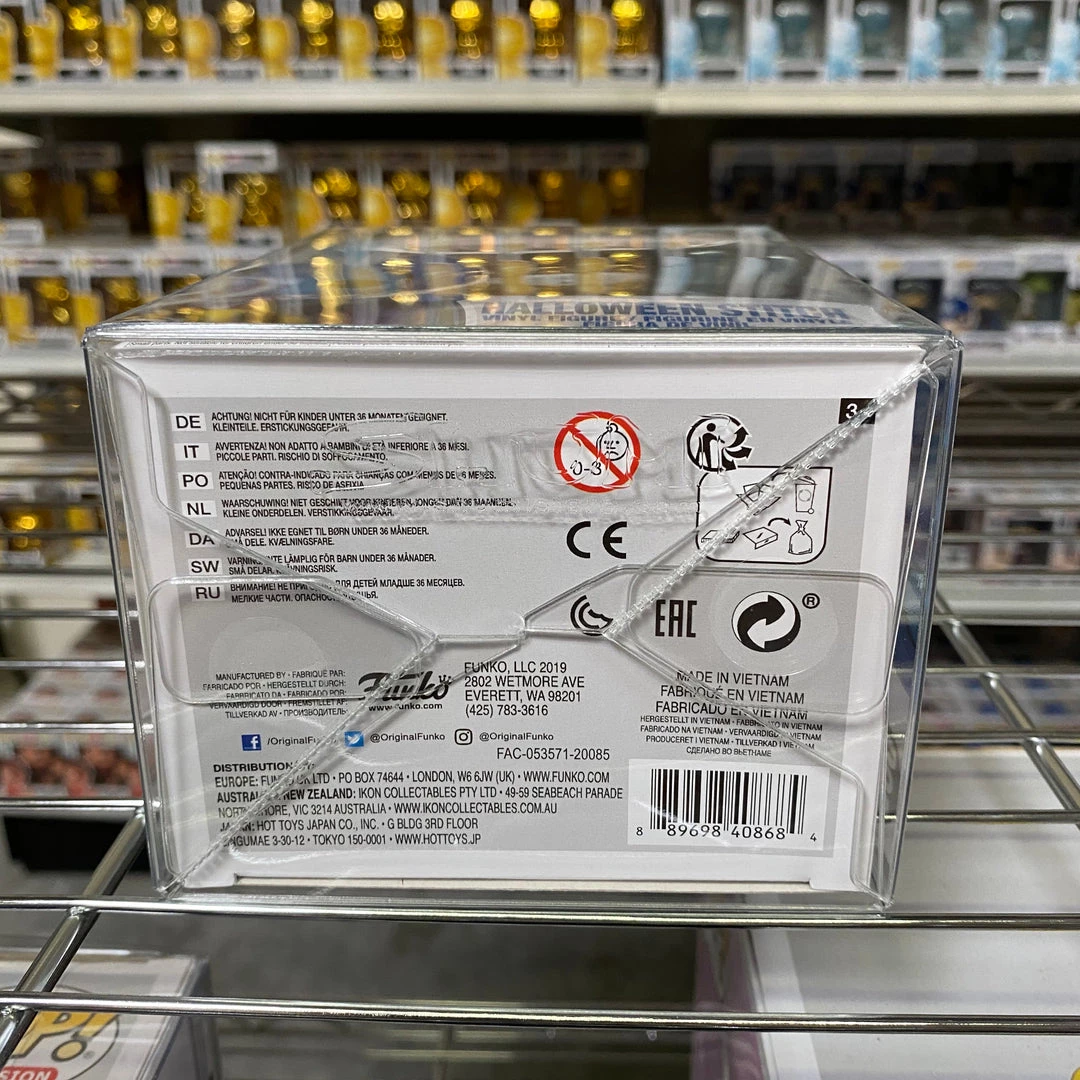 HALLOWEEN STITCH
VINYL FIGURE / FIGURINE EN VINYLE
DE ACHTUNG! NICHT FÜR KINDER UNTER 36 MONATEN GEEIGNET.
KLEINTEILE. ERSTICKUNGSGEFAHR.
IT AVVERTENZA! NON ADATTO A BAMBINI DI ETÀ INFERIORE A 36 MESI.
PICCOLE PARTI. RISCHIO DI SOFFOCAMENTO.
PO ATENÇÃO! CONTRA-INDICADO PARA CRIANÇAS COM MENOS DE 36 MESES.
PEQUENAS PARTES. RISCO DE ASFIXIA.
NL WAARSCHUWING! NIET GESCHIKT VOOR KINDEREN JONGER DAN 36 MAANDEN.
KLEINE ONDERDELEN. VERSTIKKINGSGEVAAR.
DA ADVARSEL! IKKE EGNET TIL BØRN UNDER 36 MÅNEDER.
SMÅ DELE. KVÆLNINGSFARE.
SW VARNING! INTE LÄMPLIG FÖR BARN UNDER 36 MÅNADER.
SMÅ DELAR. KVÄVNINGSRISK.
RU ВНИМАНИЕ! НЕ ДЛЯ ДЕТЕЙ МЛАДШЕ 36 МЕСЯЦЕВ.
МЕЛКИЕ ЧАСТИ.
0-3
3
CE
EAC
®
MANUFACTURED BY • FABRIQUÉ PAR:
FABRICADO POR • HERGESTELLT DURCH:
FABBRICATO DA • FABRICADO POR:
VERVAARDIGD DOOR • FREMSTILLET AF:
TILLVERKAD AV • ПРОИЗВОДИТЕЛЬ:
Funko
www.funko.com
FUNKO, LLC 2019
2802 WETMORE AVE
EVERETT, WA 98201
(425) 783-3616
MADE IN VIETNAM
FABRIQUÉ EN VIETNAM
FABRICADO EN VIETNAM
HERGESTELLT IN VIETNAM • FABBRICATO IN VIETNAM
FABRICADO NA VIETNAM • VERVAARDIGD IN VIETNAM
PRODUCERET I VIETNAM • TILLVERKAD I VIETNAM
СДЕЛАНО ВО ВЬЕТНАМЕ
f /OriginalFunko @OriginalFunko @OriginalFunko
FAC-053571-20085
DISTRIBUTION BY:
EUROPE: FUNKO UK LTD • PO BOX 74644 • LONDON, W6 6JW (UK) • WWW.FUNKO.COM
AUSTRALIA, NEW ZEALAND: IKON COLLECTABLES PTY LTD • 49-59 SEABEACH PARADE
NORTH SHORE, VIC 3214 AUSTRALIA • WWW.IKONCOLLECTABLES.COM.AU
JAPAN: HOT TOYS JAPAN CO., INC. • G BLDG 3RD FLOOR
JINGUMAE 3-30-12 • TOKYO 150-0001 • WWW.HOTTOYS.JP
8 89698 40868 4